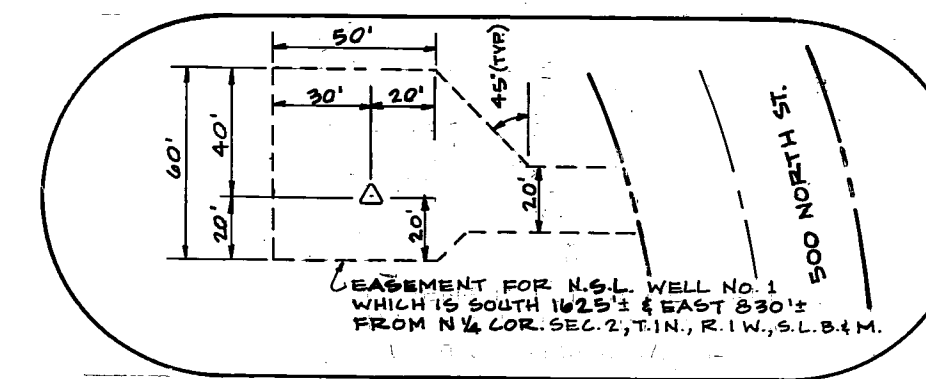 50'
30'
20'
45°(TYP.)
60'
40'
20'
20'
20'
500 NORTH ST.
EASEMENT FOR N.S.L. WELL NO. 1
WHICH IS SOUTH 1625'± & EAST 830'±
FROM N ¼ COR. SEC. 2, T.1N., R.1W., S.L.B.& M.